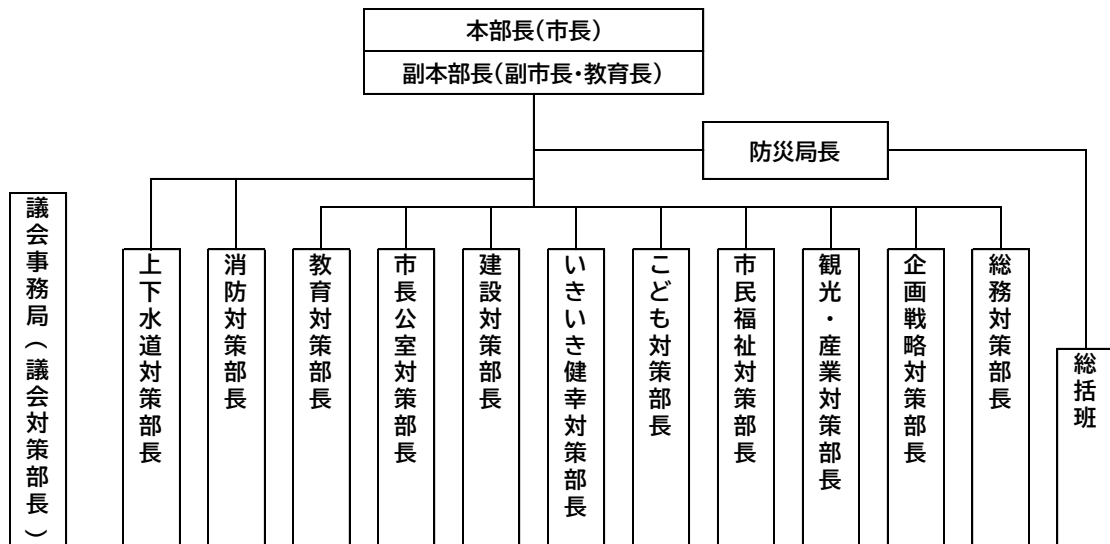 本部長(市長)
副本部長(副市長・教育長)
防災局長
議会事務局(議会対策部長)
上下水道対策部長
消防対策部長
教育対策部長
市長公室対策部長
建設対策部長
いきいき健幸対策部長
こども対策部長
市民福祉対策部長
観光・産業対策部長
企画戦略対策部長
総務対策部長
総括班